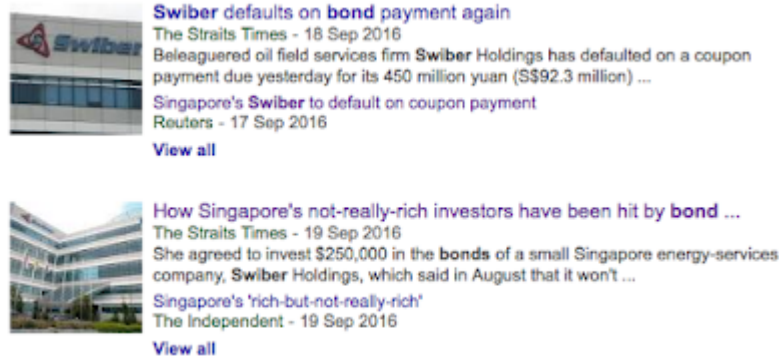 Swiber
Swiber defaults on bond payment again
The Straits Times - 18 Sep 2016
Beleaguered oil field services firm Swiber Holdings has defaulted on a coupon
payment due yesterday for its 450 million yuan (S$92.3 million) ...
Singapore's Swiber to default on coupon payment
Reuters - 17 Sep 2016
View all
How Singapore's not-really-rich investors have been hit by bond ...
The Straits Times - 19 Sep 2016
She agreed to invest $250,000 in the bonds of a small Singapore energy-services
company, Swiber Holdings, which said in August that it won't ...
Singapore's 'rich-but-not-really-rich'
The Independent - 19 Sep 2016
View all